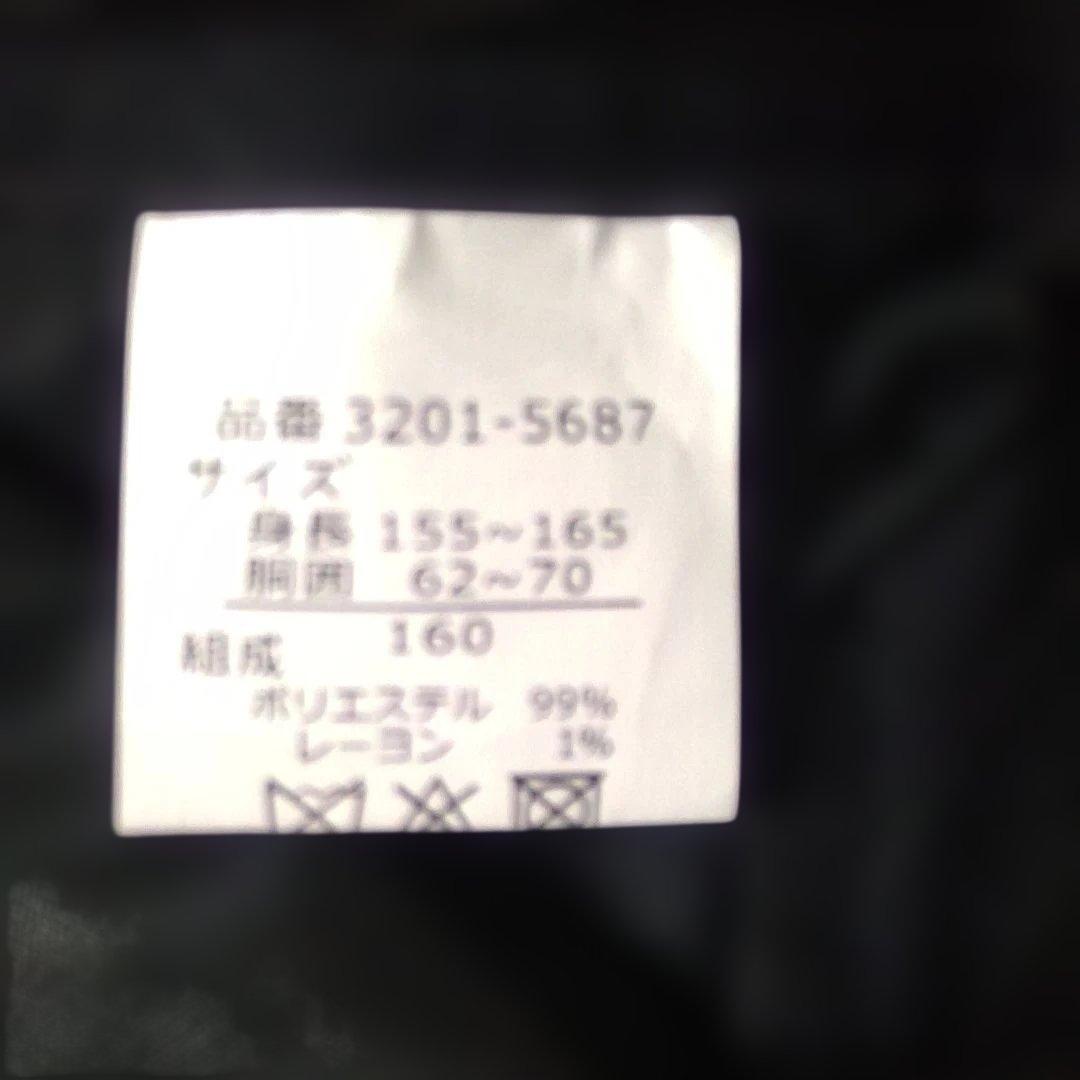 品番 3201-5687
サイズ
身長 155~165
胴囲 62~70
160
組成
ポリエステル 99%
レーヨン 1%